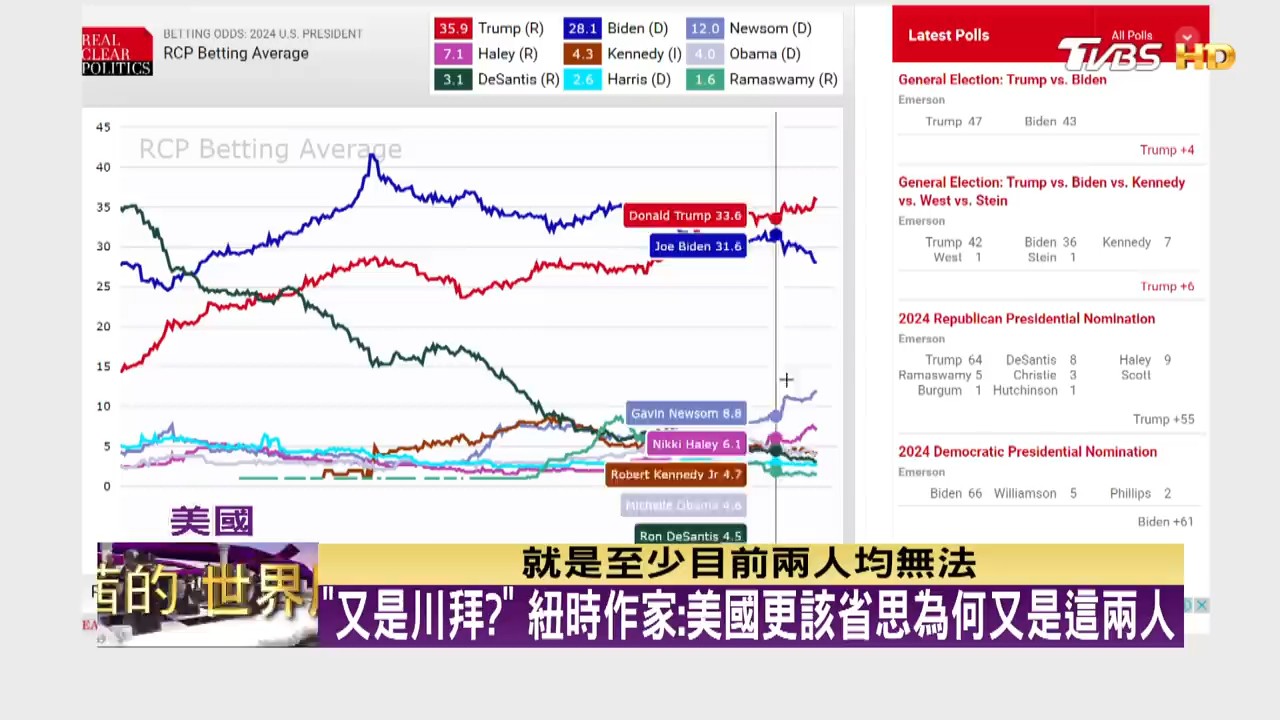 REAL
CLEAR
POLITICS
BETTING ODDS: 2024 U.S. PRESIDENT
RCP Betting Average
35.9 Trump (R) 28.1 Biden (D) 12.0 Newsom (D)
7.1 Haley (R) 4.3 Kennedy (I) 4.0 Obama (D)
3.1 DeSantis (R) 2.6 Harris (D) 1.6 Ramaswamy (R)
Latest Polls
All Polls
TVBS HD
RCP Betting Average
45
40
35
30
25
20
15
10
5
0
Donald Trump 33.6
Joe Biden 31.6
Gavin Newsom 8.8
Nikki Haley 6.1
Robert Kennedy Jr 4.7
Michelle Obama 4.6
Ron DeSantis 4.5
General Election: Trump vs. Biden
Emerson
Trump 47 Biden 43
Trump +4
General Election: Trump vs. Biden vs. Kennedy
vs. West vs. Stein
Emerson
Trump 42 Biden 36 Kennedy 7
West 1 Stein 1
Trump +6
2024 Republican Presidential Nomination
Emerson
Trump 64 DeSantis 8 Haley 9
Ramaswamy 5 Christie 3 Scott
Burgum 1 Hutchinson 1
Trump +55
2024 Democratic Presidential Nomination
Emerson
Biden 66 Williamson 5 Phillips 2
Biden +61
美國
的 世界
就是至少目前兩人均無法
"又是川拜?" 紐時作家:美國更該省思為何又是這兩人